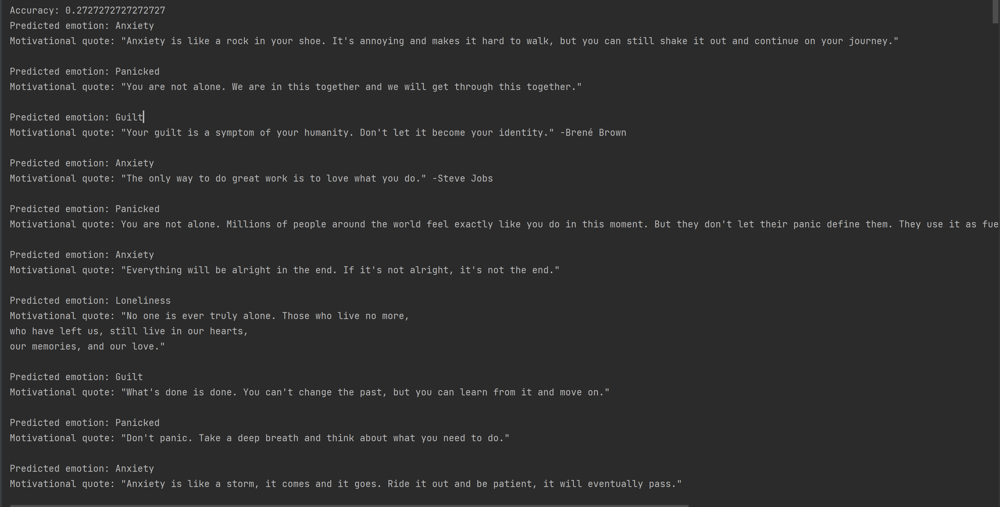 Accuracy: 0.2727272727272727
Predicted emotion: Anxiety
Motivational quote: "Anxiety is like a rock in your shoe. It's annoying and makes it hard to walk, but you can still shake it out and continue on your journey."
Predicted emotion: Panicked
Motivational quote: "You are not alone. We are in this together and we will get through this together."
Predicted emotion: Guilt
Motivational quote: "Your guilt is a symptom of your humanity. Don't let it become your identity." -Brené Brown
Predicted emotion: Anxiety
Motivational quote: "The only way to do great work is to love what you do." -Steve Jobs
Predicted emotion: Panicked
Motivational quote: You are not alone. Millions of people around the world feel exactly like you do in this moment. But they don't let their panic define them. They use it as fue
Predicted emotion: Anxiety
Motivational quote: "Everything will be alright in the end. If it's not alright, it's not the end."
Predicted emotion: Loneliness
Motivational quote: "No one is ever truly alone. Those who live no more,
who have left us, still live in our hearts,
our memories, and our love."
Predicted emotion: Guilt
Motivational quote: "What's done is done. You can't change the past, but you can learn from it and move on."
Predicted emotion: Panicked
Motivational quote: "Don't panic. Take a deep breath and think about what you need to do."
Predicted emotion: Anxiety
Motivational quote: "Anxiety is like a storm, it comes and it goes. Ride it out and be patient, it will eventually pass."